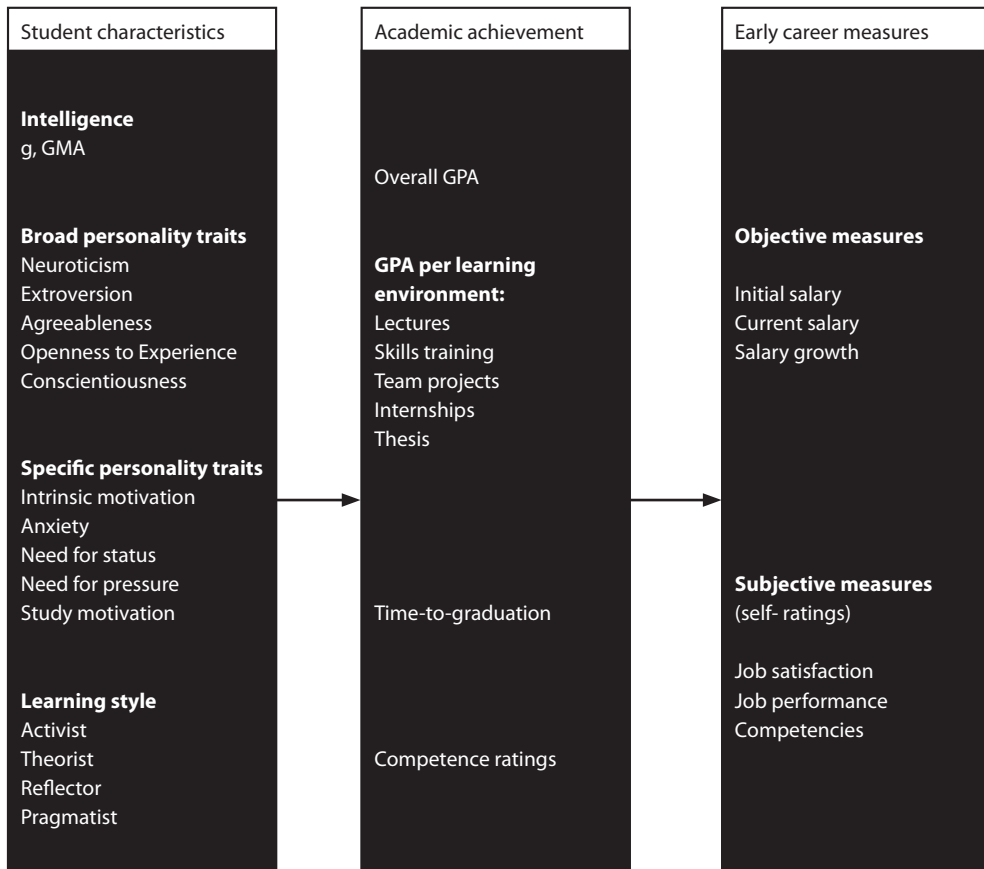 Student characteristics
Intelligence
g, GMA
Broad personality traits
Neuroticism
Extroversion
Agreeableness
Openness to Experience
Conscientiousness
Specific personality traits
Intrinsic motivation
Anxiety
Need for status
Need for pressure
Study motivation
Learning style
Activist
Theorist
Reflector
Pragmatist
Academic achievement
Overall GPA
GPA per learning
environment:
Lectures
Skills training
Team projects
Internships
Thesis
Time-to-graduation
Competence ratings
Early career measures
Objective measures
Initial salary
Current salary
Salary growth
Subjective measures
(self- ratings)
Job satisfaction
Job performance
Competencies